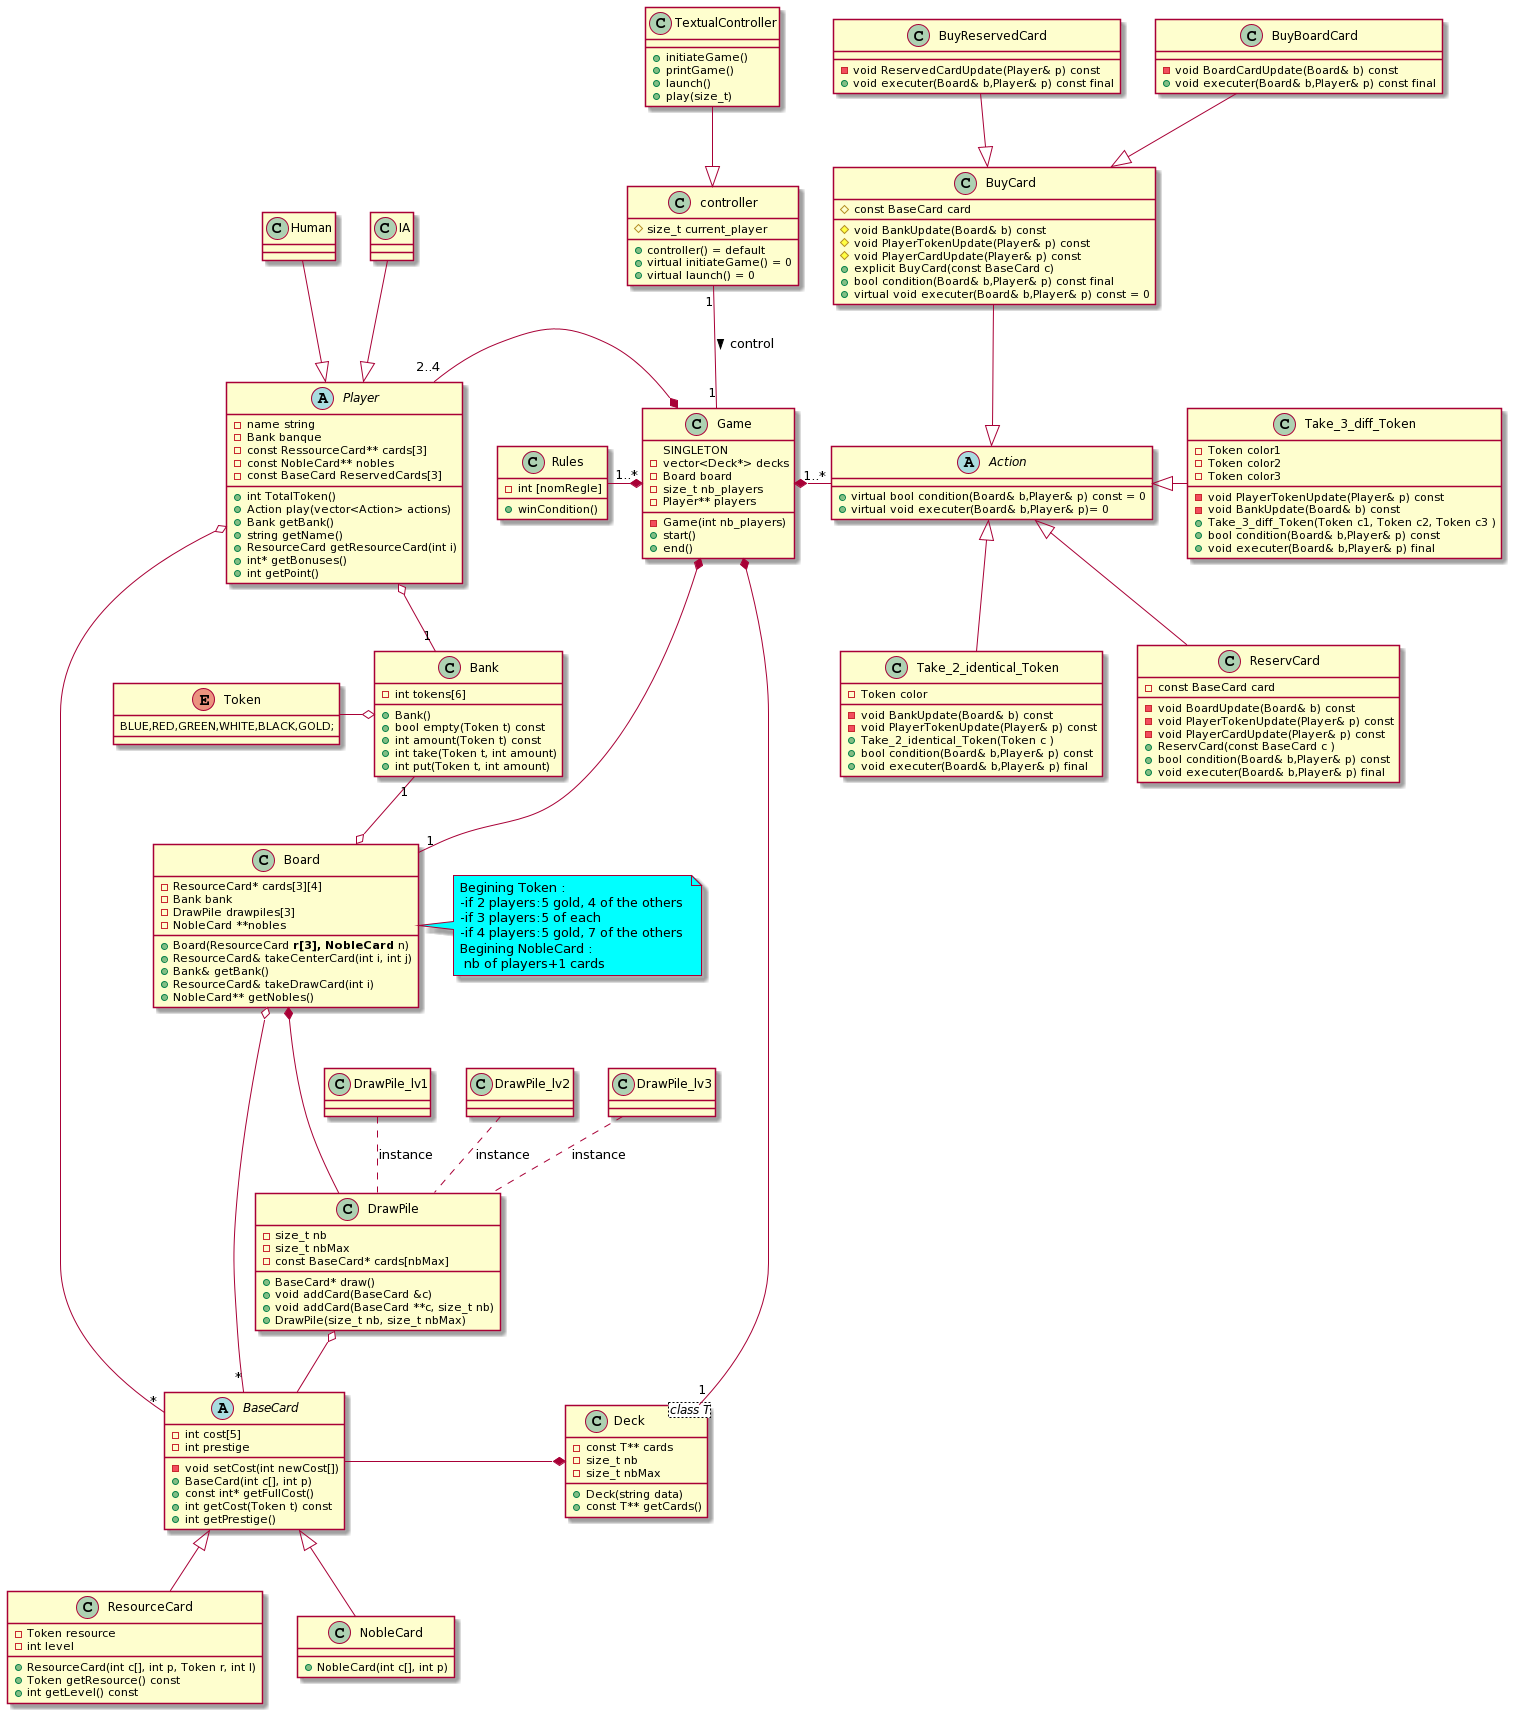 C TextualController
initiateGame()
printGame()
launch()
play(size_t)
C BuyReservedCard
void ReservedCardUpdate(Player& p) const
void executer(Board& b,Player& p) const final
C BuyBoardCard
void BoardCardUpdate(Board& b) const
void executer(Board& b,Player& p) const final
C controller
size_t current_player
controller() = default
virtual initiateGame() = 0
virtual launch() = 0
C BuyCard
const BaseCard card
void BankUpdate(Board& b) const
void PlayerTokenUpdate(Player& p) const
void PlayerCardUpdate(Player& p) const
explicit BuyCard(const BaseCard c)
bool condition(Board& b,Player& p) const final
virtual void executer(Board& b,Player& p) const = 0
C Human
C IA
1
control
1
2..4
A Player
name string
Bank banque
const RessourceCard** cards[3]
const NobleCard** nobles
const BaseCard ReservedCards[3]
int TotalToken()
Action play(vector<Action> actions)
Bank getBank()
string getName()
ResourceCard getResourceCard(int i)
int* getBonuses()
int getPoint()
C Rules
int [nomRegle]
winCondition()
1..*
C Game
SINGLETON
vector<Deck*> decks
Board board
size_t nb_players
Player** players
Game(int nb_players)
start()
end()
1..*
A Action
virtual bool condition(Board& b,Player& p) const = 0
virtual void executer(Board& b,Player& p)= 0
C Take_3_diff_Token
Token color1
Token color2
Token color3
void PlayerTokenUpdate(Player& p) const
void BankUpdate(Board& b) const
Take_3_diff_Token(Token c1, Token c2, Token c3 )
bool condition(Board& b,Player& p) const
void executer(Board& b,Player& p) final
1
E Token
BLUE,RED,GREEN,WHITE,BLACK,GOLD;
C Bank
int tokens[6]
Bank()
bool empty(Token t) const
int amount(Token t) const
int take(Token t, int amount)
int put(Token t, int amount)
C Take_2_identical_Token
Token color
void BankUpdate(Board& b) const
void PlayerTokenUpdate(Player& p) const
Take_2_identical_Token(Token c )
bool condition(Board& b,Player& p) const
void executer(Board& b,Player& p) final
C ReservCard
const BaseCard card
void BoardUpdate(Board& b) const
void PlayerTokenUpdate(Player& p) const
void PlayerCardUpdate(Player& p) const
ReservCard(const BaseCard c )
bool condition(Board& b,Player& p) const
void executer(Board& b,Player& p) final
1
1
C Board
ResourceCard* cards[3][4]
Bank bank
DrawPile drawpiles[3]
NobleCard **nobles
Board(ResourceCard r[3], NobleCard n)
ResourceCard& takeCenterCard(int i, int j)
Bank& getBank()
ResourceCard& takeDrawCard(int i)
NobleCard** getNobles()
Begining Token :
-if 2 players:5 gold, 4 of the others
-if 3 players:5 of each
-if 4 players:5 gold, 7 of the others
Begining NobleCard :
nb of players+1 cards
C DrawPile_lv1
C DrawPile_lv2
C DrawPile_lv3
instance
instance
instance
C DrawPile
size_t nb
size_t nbMax
const BaseCard* cards[nbMax]
BaseCard* draw()
void addCard(BaseCard &c)
void addCard(BaseCard **c, size_t nb)
DrawPile(size_t nb, size_t nbMax)
*
*
1
A BaseCard
int cost[5]
int prestige
void setCost(int newCost[])
BaseCard(int c[], int p)
const int* getFullCost()
int getCost(Token t) const
int getPrestige()
class T
C Deck
const T** cards
size_t nb
size_t nbMax
Deck(string data)
const T** getCards()
C ResourceCard
Token resource
int level
ResourceCard(int c[], int p, Token r, int l)
Token getResource() const
int getLevel() const
C NobleCard
NobleCard(int c[], int p)